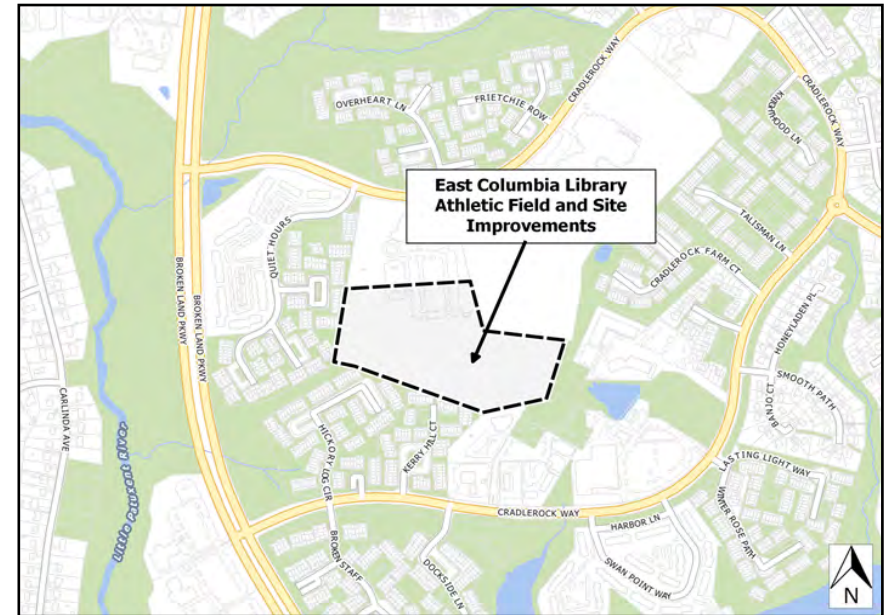 OVERHEART LN
FRIETCHIE ROW
CRADLEROCK WAY
CRADLEROCK WAY
East Columbia Library
Athletic Field and Site
Improvements
QUIET HOURS
TALISMAN LN
CRADLEROCK FARM CT
HONEYLADEN PL
BROKEN LAND PKWY
BROKEN LAND PKWY
SMOOTH PATH
BANJO CT
CARLINDA AVE
Little Patuxent River
HICKORY LOG CIR
KERRY HILL CT
LASTING LIGHT WAY
WINTER ROSE PATH
CRADLEROCK WAY
HARBOR LN
SWAN POINT WAY
BROKEN STAFF
DOCKSIDE LN
N